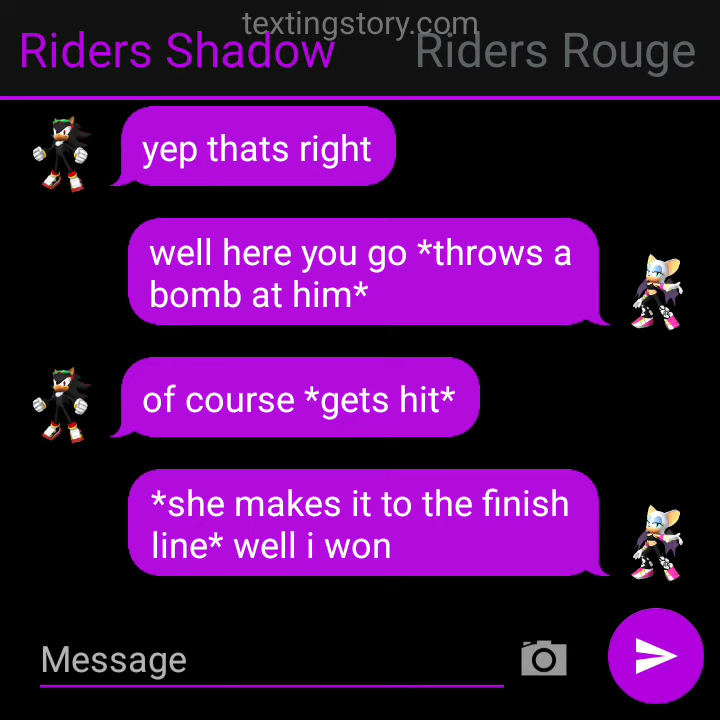 textingstory.com
Riders Shadow
Riders Rouge
yep thats right
well here you go *throws a
bomb at him*
of course *gets hit*
*she makes it to the finish
line* well i won
Message